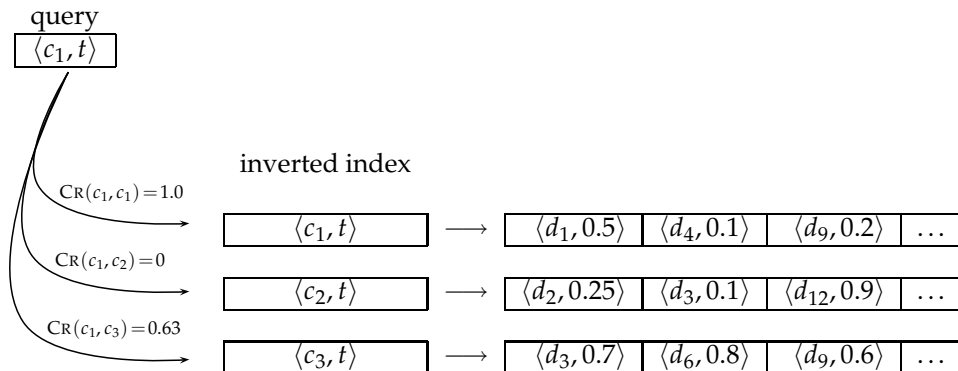 query
⟨c₁, t⟩
inverted index
CR(c₁, c₁) = 1.0
⟨c₁, t⟩ ⟶ ⟨d₁, 0.5⟩ ⟨d₄, 0.1⟩ ⟨d₉, 0.2⟩ …
CR(c₁, c₂) = 0
⟨c₂, t⟩ ⟶ ⟨d₂, 0.25⟩ ⟨d₃, 0.1⟩ ⟨d₁₂, 0.9⟩ …
CR(c₁, c₃) = 0.63
⟨c₃, t⟩ ⟶ ⟨d₃, 0.7⟩ ⟨d₆, 0.8⟩ ⟨d₉, 0.6⟩ …